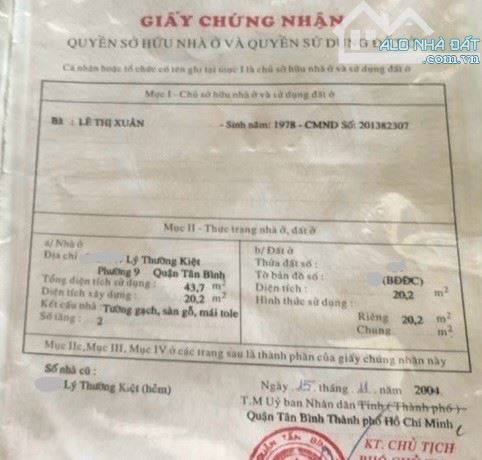 GIẤY CHỨNG NHẬN
QUYỀN SỞ HỮU NHÀ Ở VÀ QUYỀN SỬ DỤNG ĐẤT Ở
ALO NHÀ ĐẤT
.com.vn
Cá nhân hoặc tổ chức có tên ghi tại mục I là chủ sở hữu nhà ở và sử dụng đất ở
Mục I - Chủ sở hữu nhà ở và sử dụng đất ở
Bà : LÊ THỊ XUÂN - Sinh năm: 1978 - CMND Số: 201382307
Mục II - Thực trạng nhà ở, đất ở
a/ Nhà ở
Địa chỉ Lý Thường Kiệt
Phường 9 Quận Tân Bình
Tổng diện tích sử dụng : 43,7 m²
Diện tích xây dựng : 20,2 m²
Kết cấu nhà : Tường gạch, sàn gỗ, mái tole
Số tầng : 2
b/ Đất ở
Thửa đất số :
Tờ bản đồ số : (BĐĐC)
Diện tích : 20,2 m²
Hình thức sử dụng :
Riêng 20,2 m²
Chung m²
Mục IIc, Mục III, Mục IV ở các trang sau là thành phần của giấy chứng nhận này
Số nhà cũ :
Lý Thường Kiệt (hẻm)
Ngày 15 tháng 11 năm 2004
T.M Uỷ ban Nhân dân Tỉnh ( Thành phố )
Quận Tân Bình Thành phố Hồ Chí Minh
KT. CHỦ TỊCH
PHÓ CHỦ TỊCH
QUẬN TÂN BÌNH